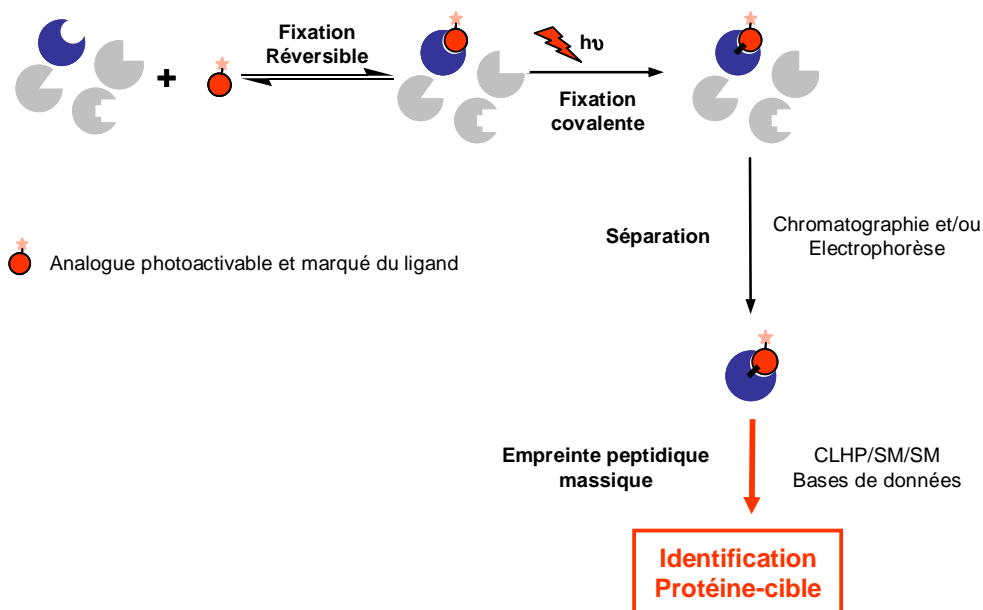 Fixation
Réversible
+
hυ
Fixation
covalente
Séparation
Chromatographie et/ou
Electrophorèse
Analogue photoactivable et marqué du ligand
Empreinte peptidique
massique
CLHP/SM/SM
Bases de données
Identification
Protéine-cible